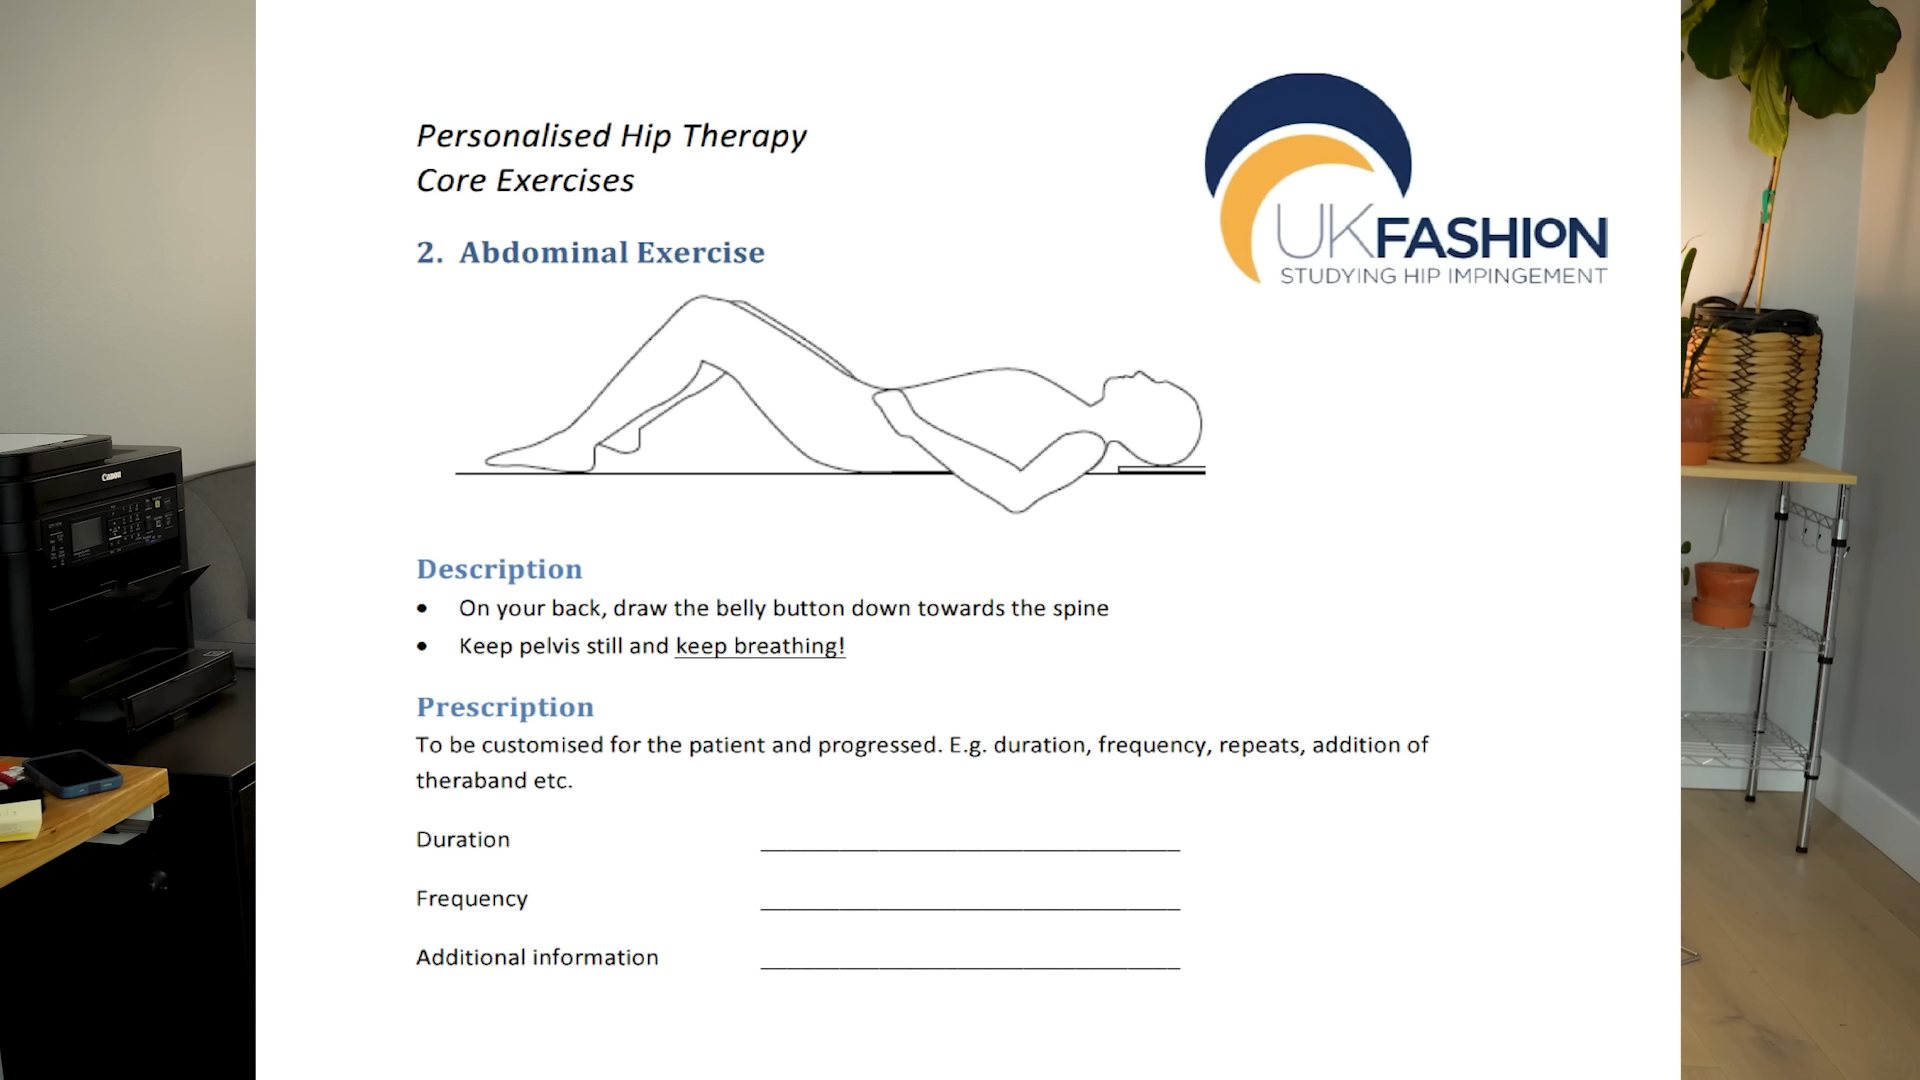 Personalised Hip Therapy
Core Exercises
UKFASHION
STUDYING HIP IMPINGEMENT
2. Abdominal Exercise
Canon
Description
• On your back, draw the belly button down towards the spine
• Keep pelvis still and keep breathing!
Prescription
To be customised for the patient and progressed. E.g. duration, frequency, repeats, addition of
theraband etc.
Duration
Frequency
Additional information